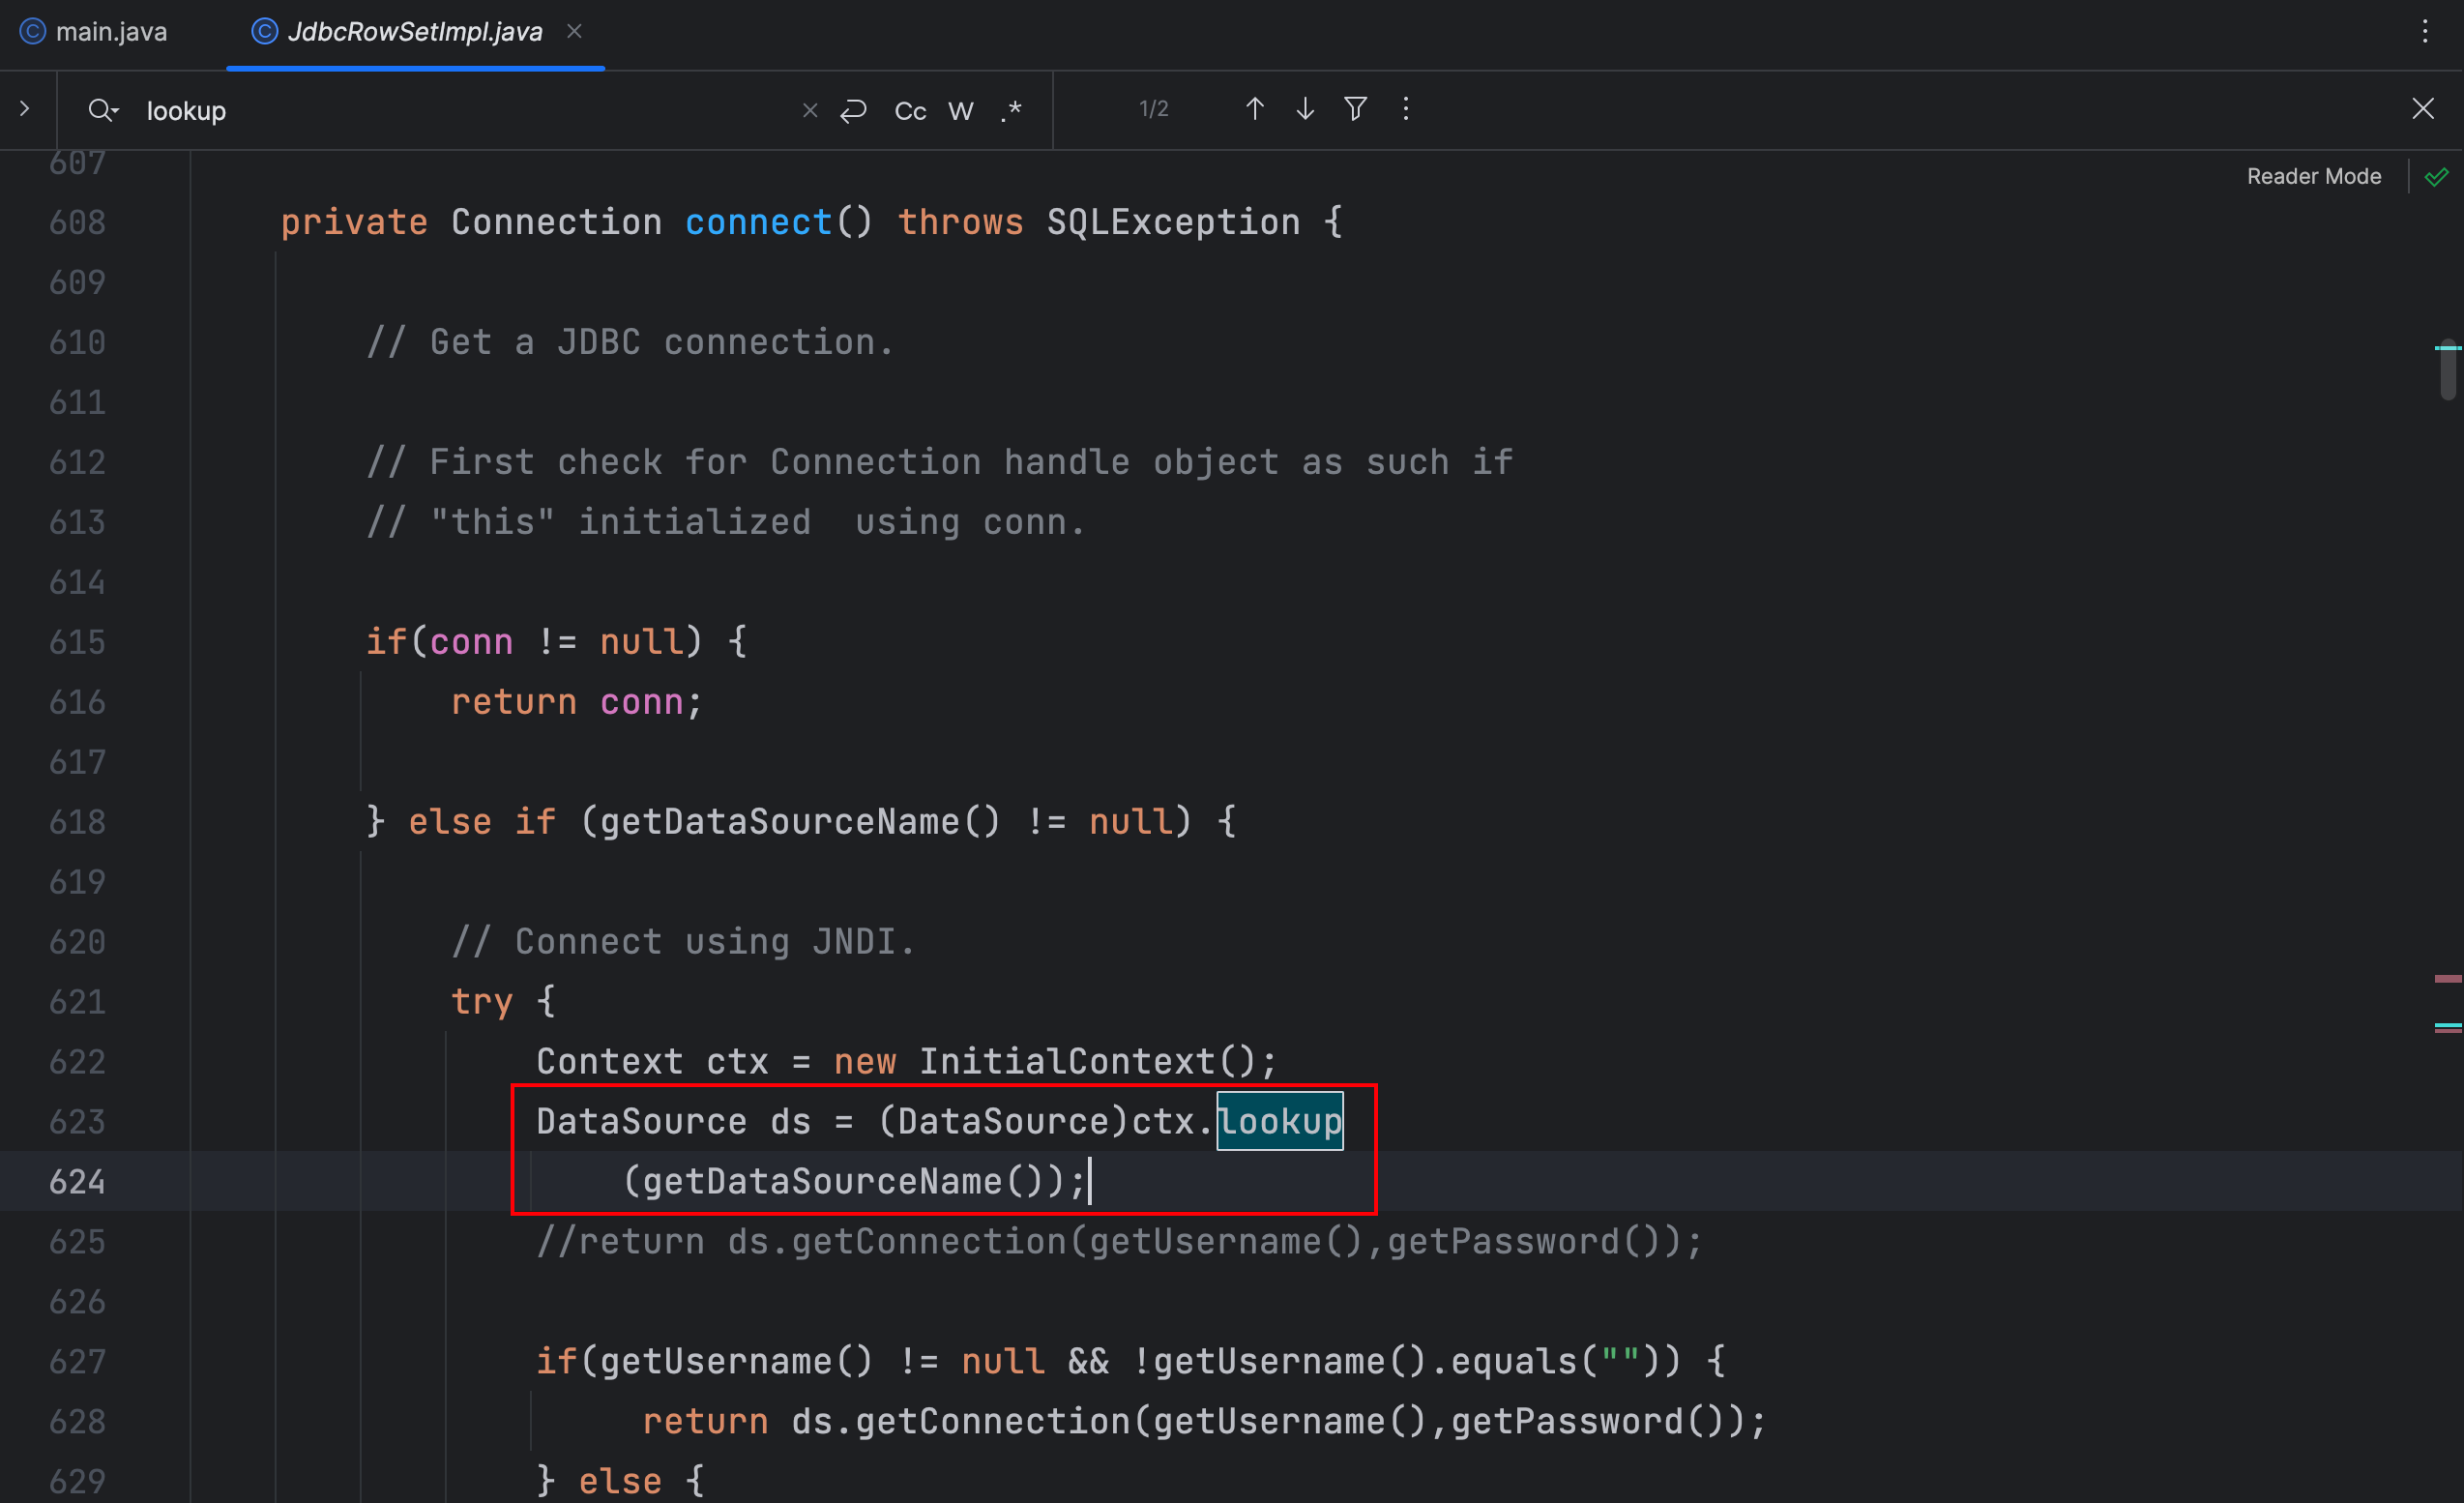 main.java JdbcRowSetImpl.java
lookup Cc W .* 1/2
607 Reader Mode
608 private Connection connect() throws SQLException {
609
610 // Get a JDBC connection.
611
612 // First check for Connection handle object as such if
613 // "this" initialized  using conn.
614
615 if(conn != null) {
616 return conn;
617
618 } else if (getDataSourceName() != null) {
619
620 // Connect using JNDI.
621 try {
622 Context ctx = new InitialContext();
623 DataSource ds = (DataSource)ctx.lookup
624 (getDataSourceName());
625 //return ds.getConnection(getUsername(),getPassword());
626
627 if(getUsername() != null && !getUsername().equals("")) {
628 return ds.getConnection(getUsername(),getPassword());
629 } else {